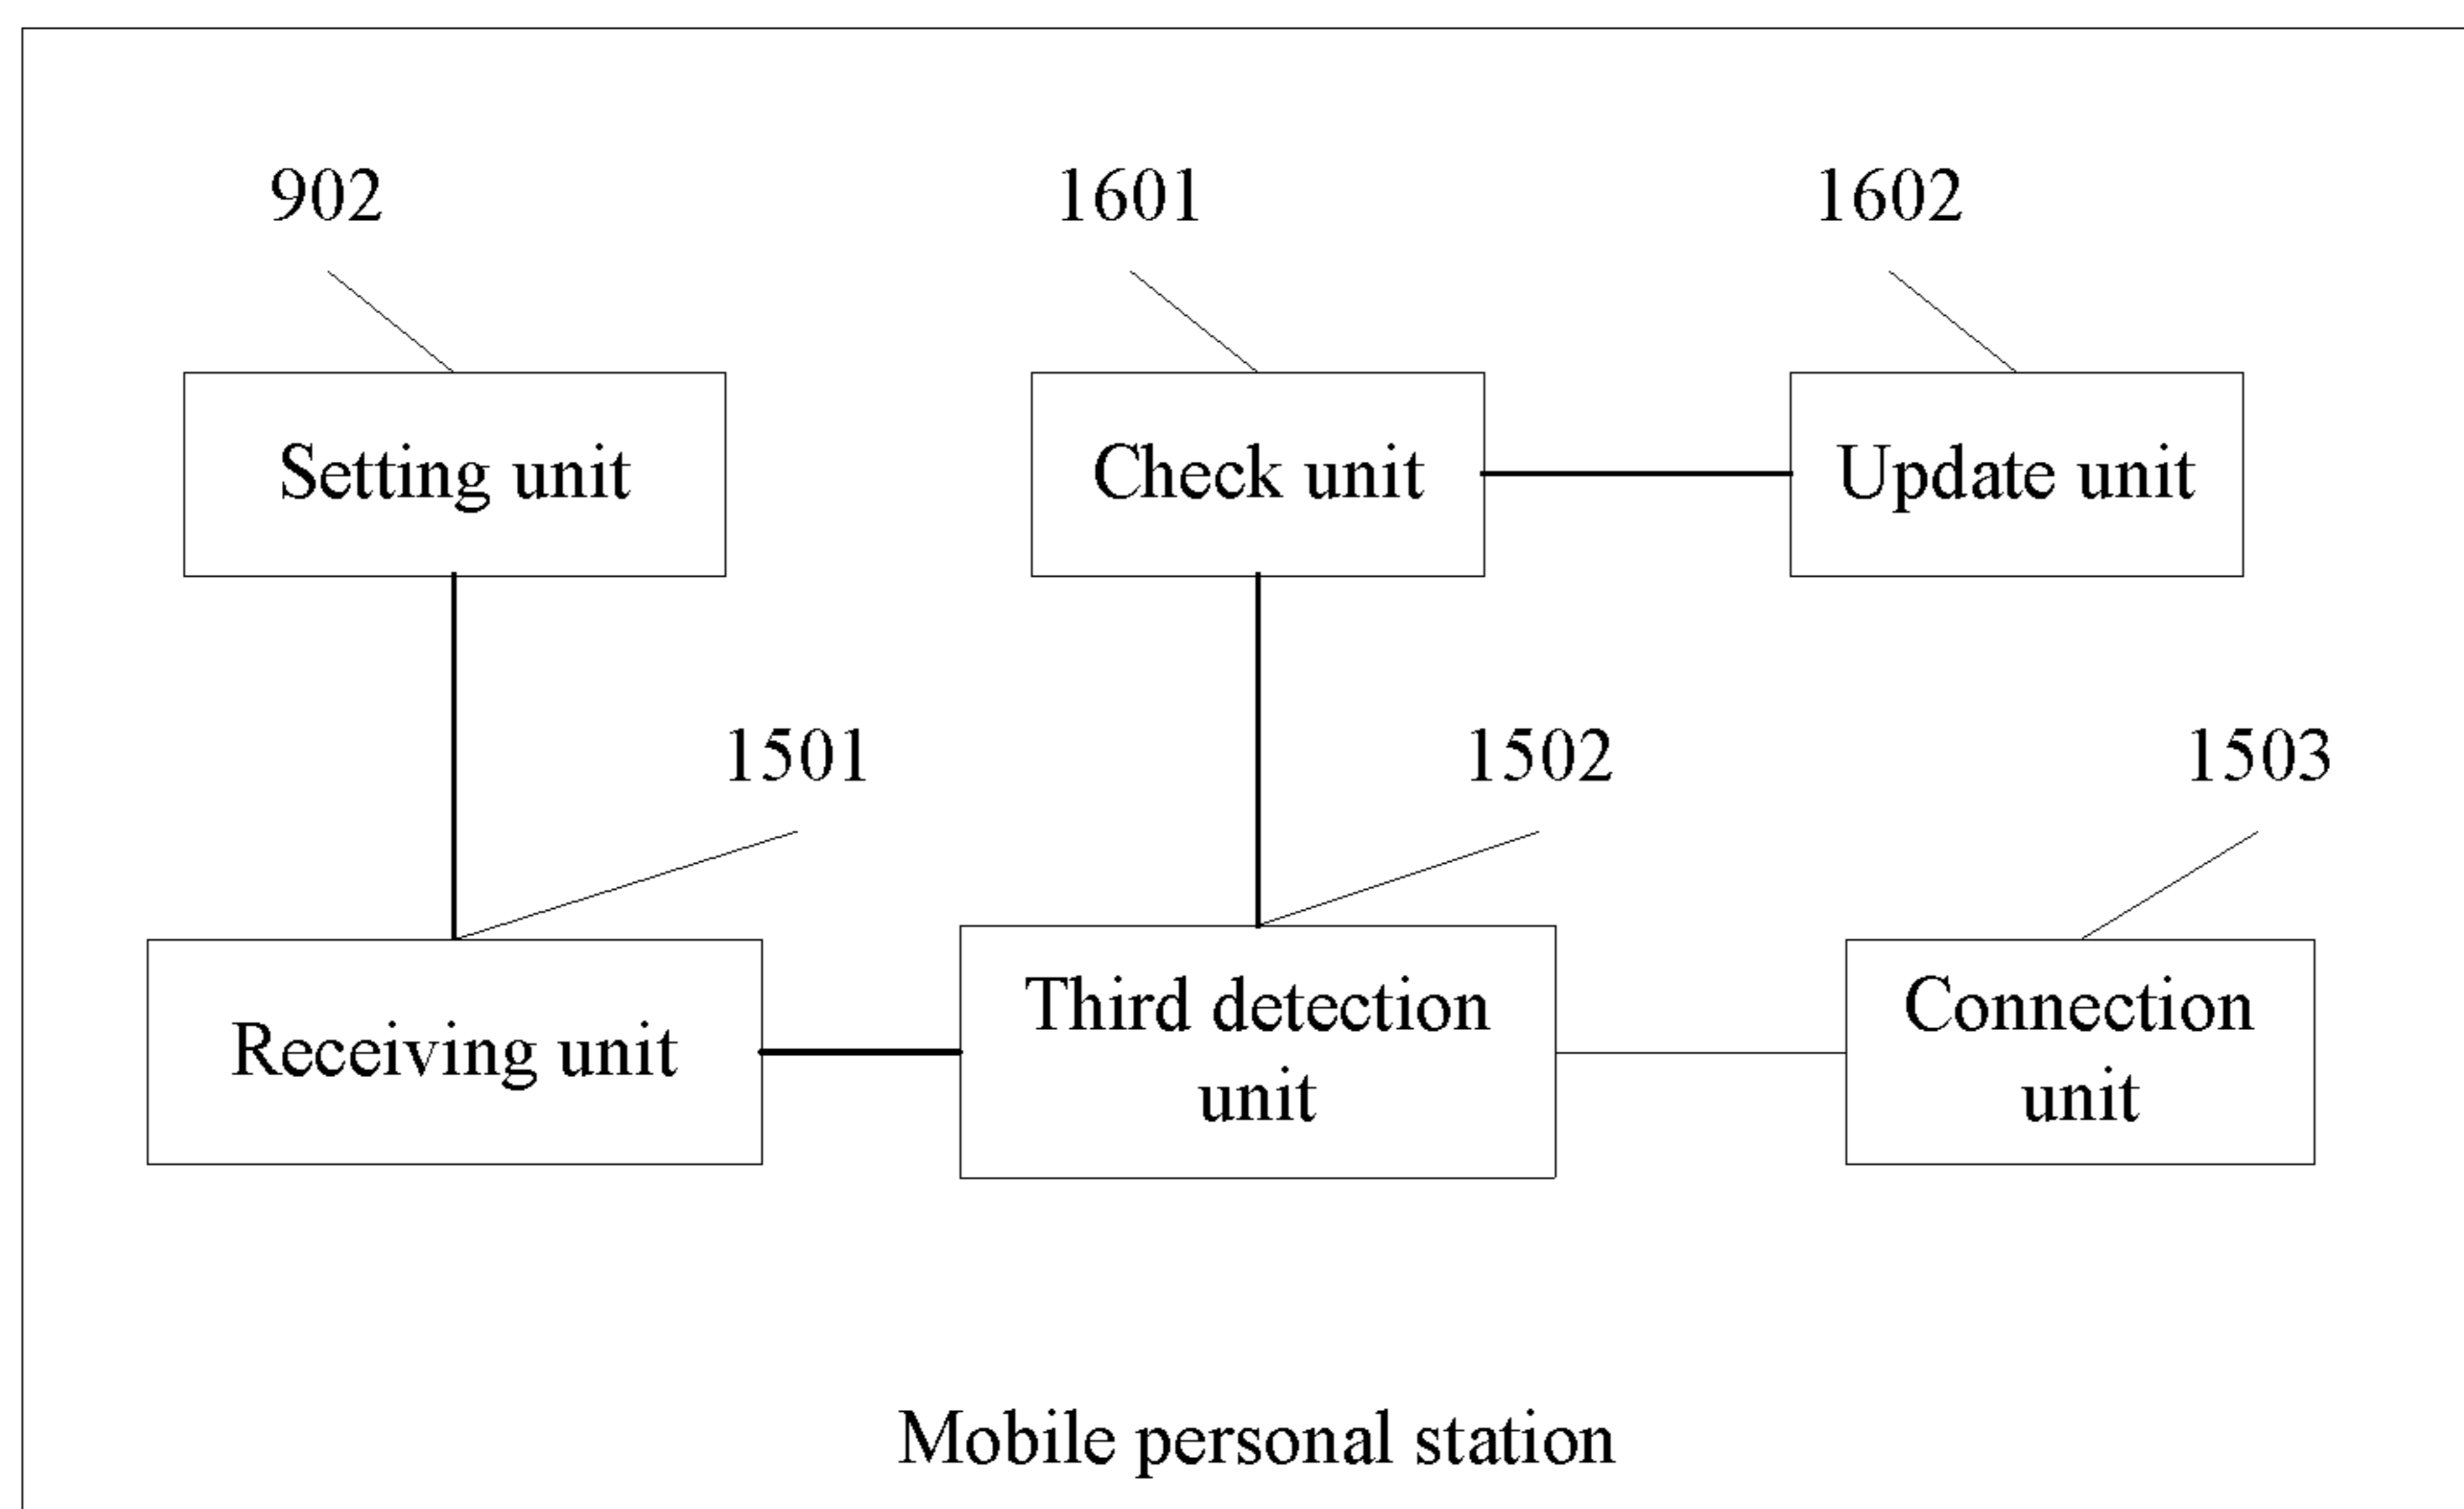 902
1601
1602
Setting unit
Check unit
Update unit
1501
1502
1503
Receiving unit
Third detection
unit
Connection
unit
Mobile personal station